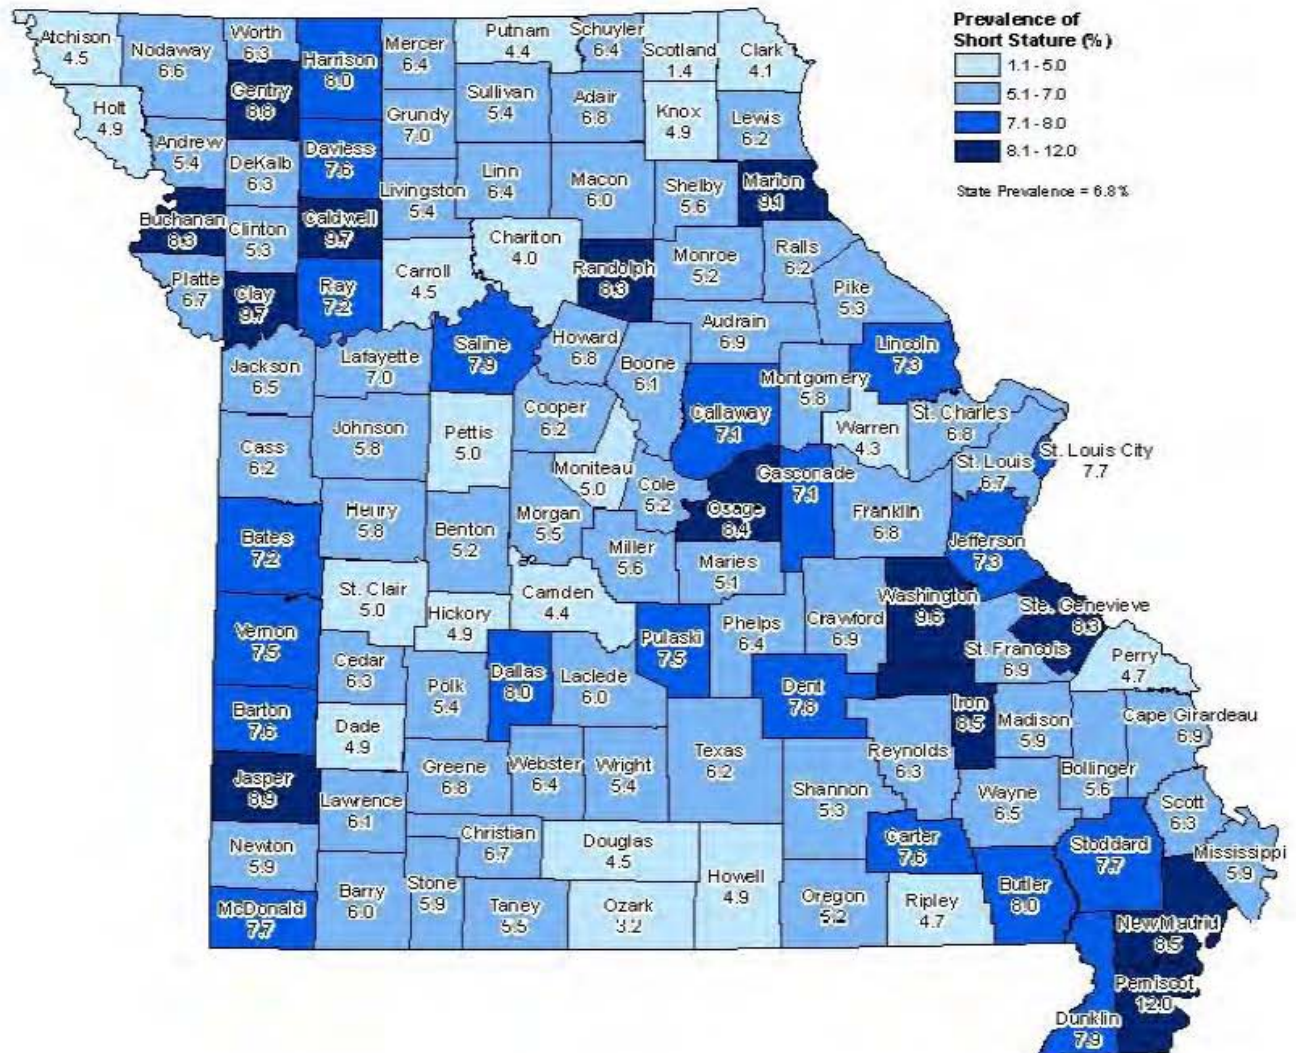 Prevalence of
Short Stature (%)
1.1 - 5.0
5.1 - 7.0
7.1 - 8.0
8.1 - 12.0
State Prevalence = 6.8%
Atchison
4.5
Nodaway
6.6
Worth
6.3
Harrison
8.0
Mercer
6.4
Putnam
4.4
Schuyler
6.4
Scotland
1.4
Clark
4.1
Holt
4.9
Gentry
8.8
Grundy
7.0
Sullivan
5.4
Adair
6.8
Knox
4.9
Lewis
6.2
Andrew
5.4
DeKalb
6.3
Daviess
7.6
Livingston
5.4
Linn
6.4
Macon
6.0
Shelby
5.6
Marion
9.1
Buchanan
8.3
Clinton
5.3
Caldwell
9.7
Carroll
4.5
Chariton
4.0
Randolph
8.3
Monroe
5.2
Ralls
6.2
Pike
5.3
Platte
6.7
Clay
9.7
Ray
7.2
Saline
7.9
Howard
6.8
Boone
6.1
Audrain
6.9
Lincoln
7.3
Jackson
6.5
Lafayette
7.0
Montgomery
5.8
Cass
6.2
Johnson
5.8
Pettis
5.0
Cooper
6.2
Callaway
7.1
Warren
4.3
St. Charles
6.8
Moniteau
5.0
Cole
5.2
Gasconade
7.1
St. Louis
6.7
St. Louis City
7.7
Bates
7.2
Henry
5.8
Benton
5.2
Morgan
5.5
Miller
5.6
Osage
8.4
Franklin
6.8
Jefferson
7.3
Maries
5.1
St. Clair
5.0
Hickory
4.9
Camden
4.4
Vernon
7.5
Pulaski
7.5
Phelps
6.4
Crawford
6.9
Washington
9.6
Ste. Genevieve
8.3
St. Francois
6.9
Perry
4.7
Cedar
6.3
Polk
5.4
Dallas
8.0
Laclede
6.0
Dent
7.8
Iron
8.5
Madison
5.9
Cape Girardeau
6.9
Barton
7.6
Dade
4.9
Greene
6.8
Webster
6.4
Wright
5.4
Texas
6.2
Reynolds
6.3
Bollinger
5.6
Jasper
8.9
Lawrence
6.1
Shannon
5.3
Wayne
6.5
Scott
6.3
Newton
5.9
Christian
6.7
Douglas
4.5
Howell
4.9
Carter
7.6
Stoddard
7.7
Mississippi
5.9
McDonald
7.7
Barry
6.0
Stone
5.9
Taney
5.5
Ozark
3.2
Oregon
5.2
Ripley
4.7
Butler
8.0
New Madrid
8.5
Pemiscot
12.0
Dunklin
7.9